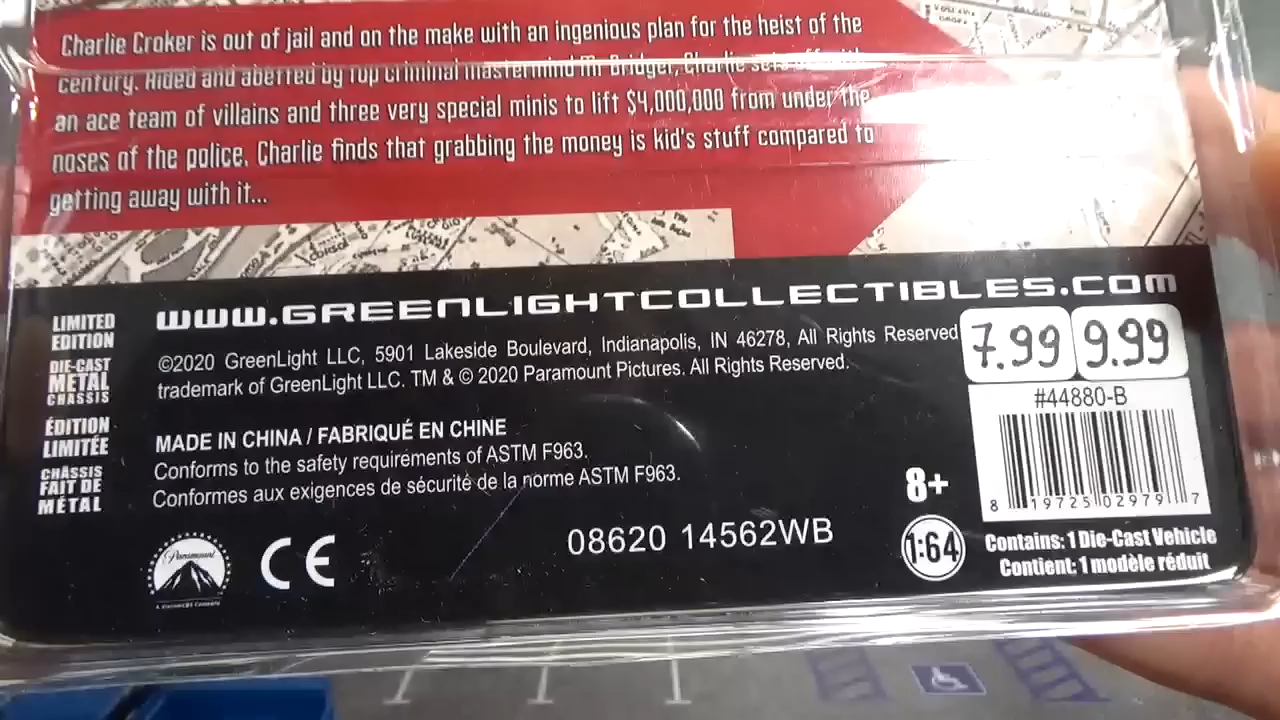 Charlie Croker is out of jail and on the make with an ingenious plan for the heist of the
century. Aided and abetted by top criminal mastermind Mr Bridger, Charlie sets off with
an ace team of villains and three very special minis to lift $4,000,000 from under the
noses of the police. Charlie finds that grabbing the money is kid's stuff compared to
getting away with it...
WWW.GREENLIGHTCOLLECTIBLES.COM
LIMITED
EDITION
DIE-CAST
METAL
CHASSIS
ÉDITION
LIMITÉE
CHÂSSIS
FAIT DE
MÉTAL
©2020 GreenLight LLC, 5901 Lakeside Boulevard, Indianapolis, IN 46278, All Rights Reserved
trademark of GreenLight LLC. TM & © 2020 Paramount Pictures. All Rights Reserved.
MADE IN CHINA / FABRIQUÉ EN CHINE
Conforms to the safety requirements of ASTM F963.
Conformes aux exigences de sécurité de la norme ASTM F963.
7.99 9.99
#44880-B
8 19725 02979 7
8+
1:64
Contains: 1 Die-Cast Vehicle
Contient: 1 modèle réduit
08620 14562WB
Paramount
CE